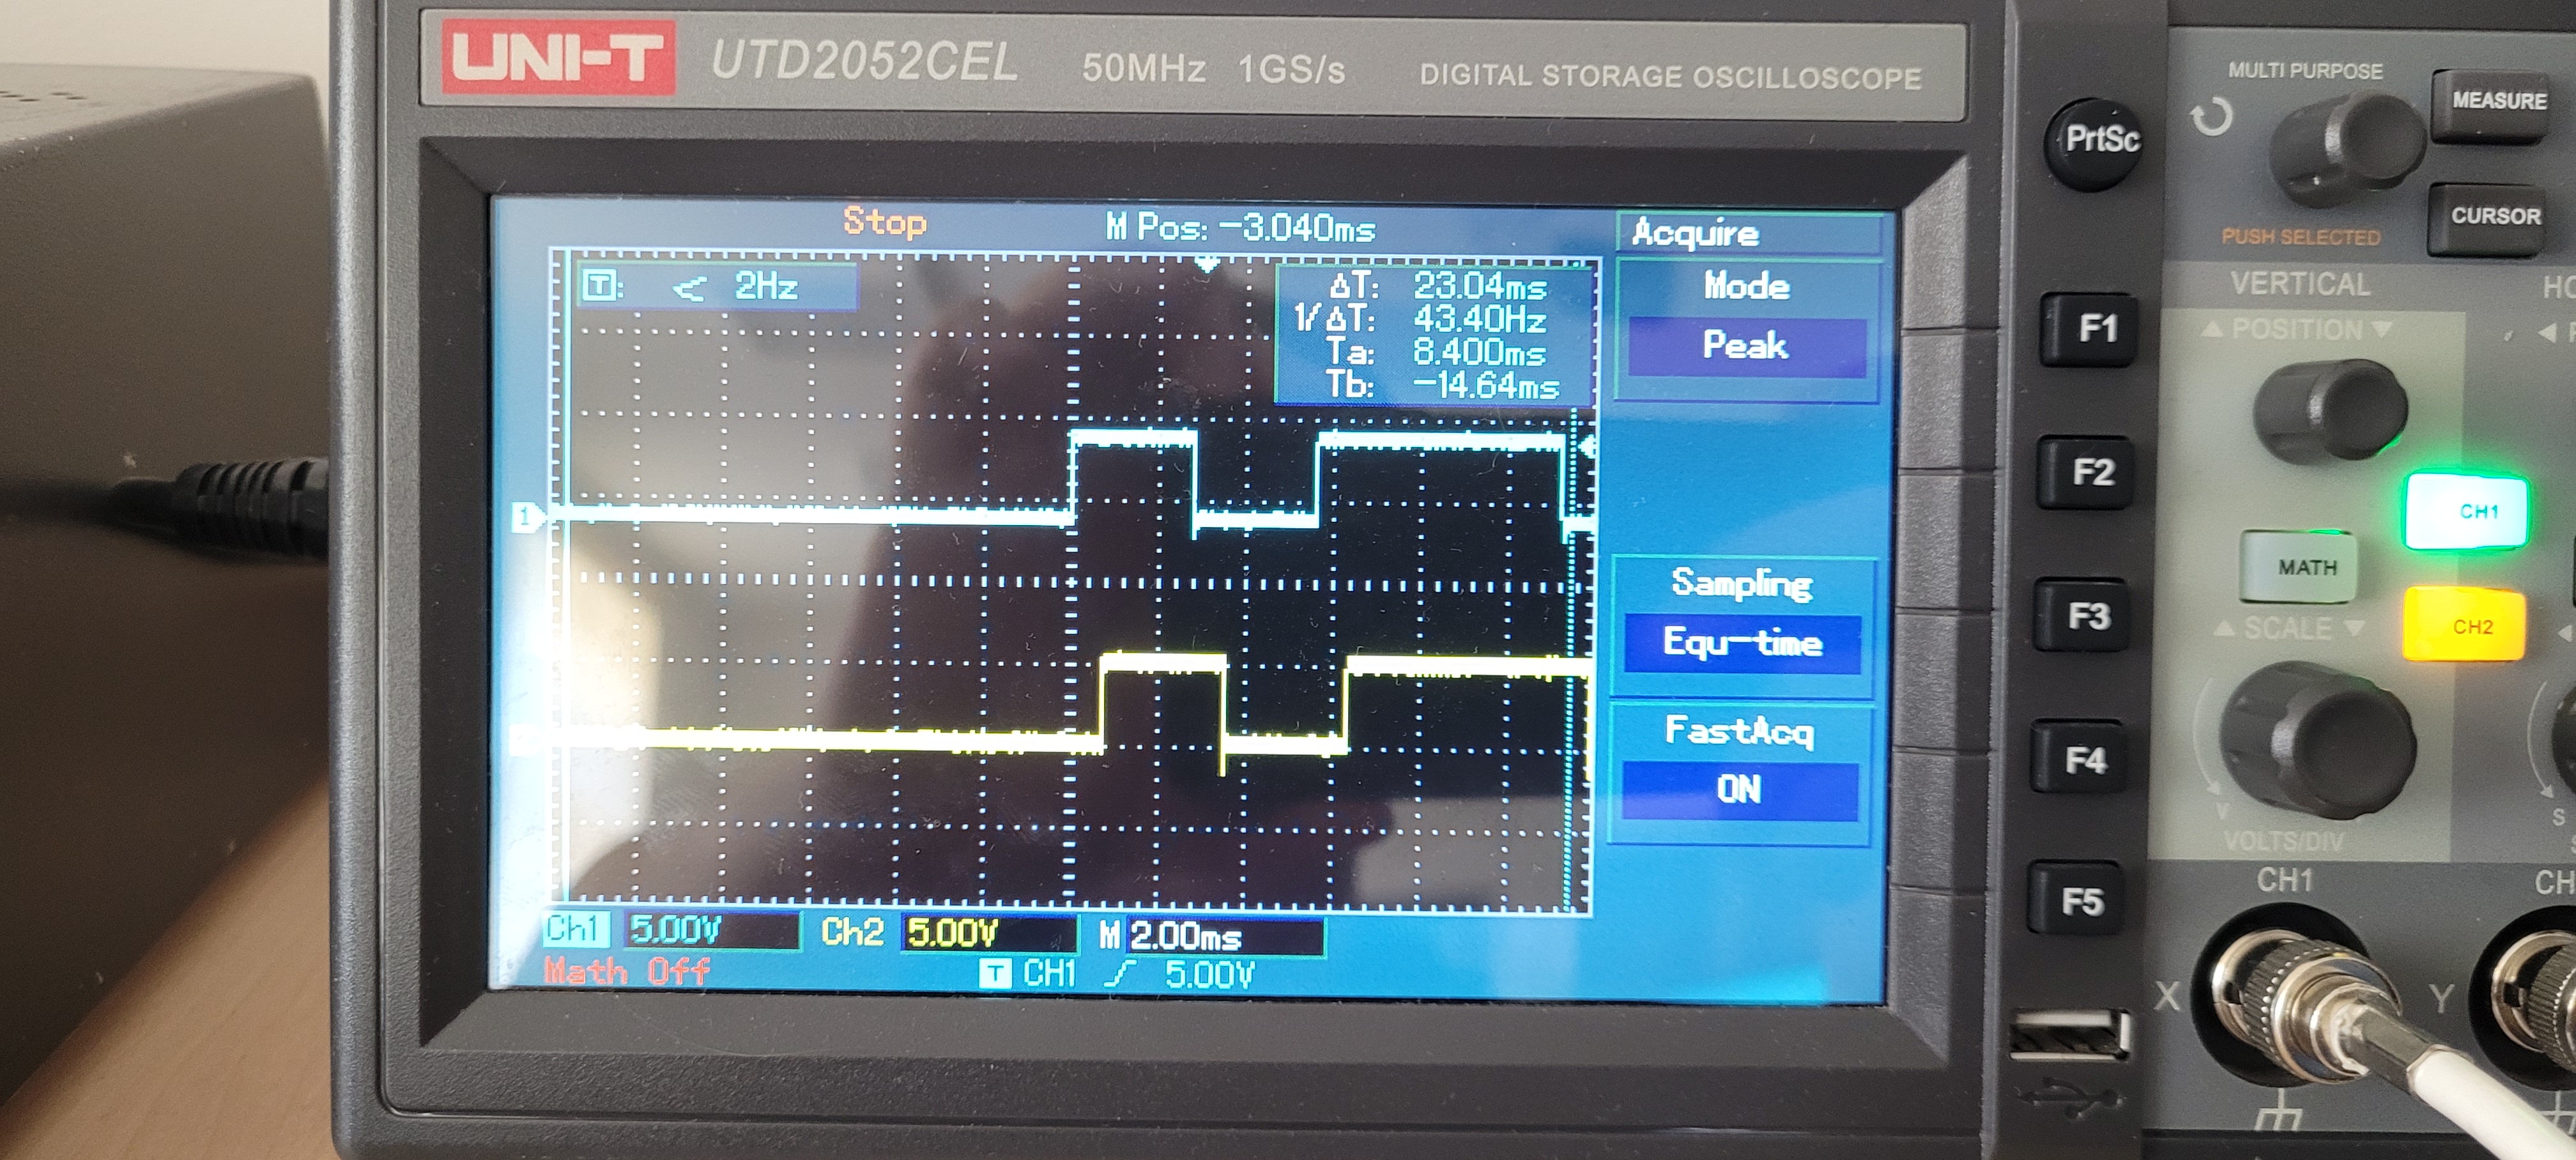 UNI-T UTD2052CEL 50MHz 1GS/s DIGITAL STORAGE OSCILLOSCOPE
MULTI PURPOSE
MEASURE
PrtSc
PUSH SELECTED
CURSOR
Stop M Pos: -3.040ms
Acquire
T: < 2Hz
ΔT: 23.04ms
1/ΔT: 43.40Hz
Ta: 8.400ms
Tb: -14.64ms
Mode
Peak
Sampling
Equ-time
FastAcq
ON
1
Ch1 5.00V Ch2 5.00V M 2.00ms
Math Off T CH1 5.00V
F1
F2
F3
F4
F5
VERTICAL
▲ POSITION ▼
CH1
MATH
CH2
▲ SCALE ▼
V
VOLTS/DIV
CH1
X
Y